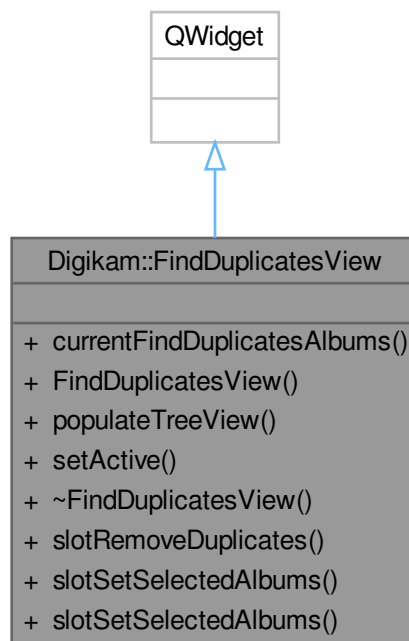 QWidget
Digikam::FindDuplicatesView
+ currentFindDuplicatesAlbums()
+ FindDuplicatesView()
+ populateTreeView()
+ setActive()
+ ~FindDuplicatesView()
+ slotRemoveDuplicates()
+ slotSetSelectedAlbums()
+ slotSetSelectedAlbums()